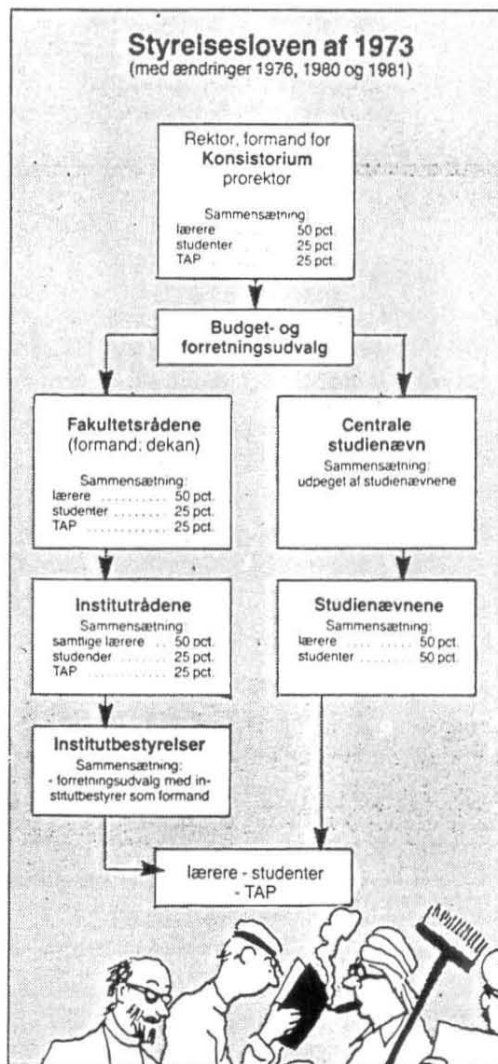 Styrelsesloven af 1973
(med ændringer 1976, 1980 og 1981)
Rektor, formand for
Konsistorium
prorektor
Sammensætning:
lærere ........ 50 pct.
studenter ..... 25 pct.
TAP ........ 25 pct.
Budget- og
forretningsudvalg
Fakultetsrådene
(formand: dekan)
Sammensætning:
lærere .......... 50 pct.
studenter ........ 25 pct.
TAP ............ 25 pct.
Centrale
studienævn
Sammensætning:
udpeget af studienævnene
Institutrådene
Sammensætning:
samtlige lærere .. 50 pct.
studender ....... 25 pct.
TAP ............ 25 pct.
Studienævnene
Sammensætning:
lærere .... ..... 50 pct.
studenter ........ 50 pct.
Institutbestyrelser
Sammensætning:
- forretningsudvalg med in-
stitutbestyrer som formand
lærere - studenter
- TAP